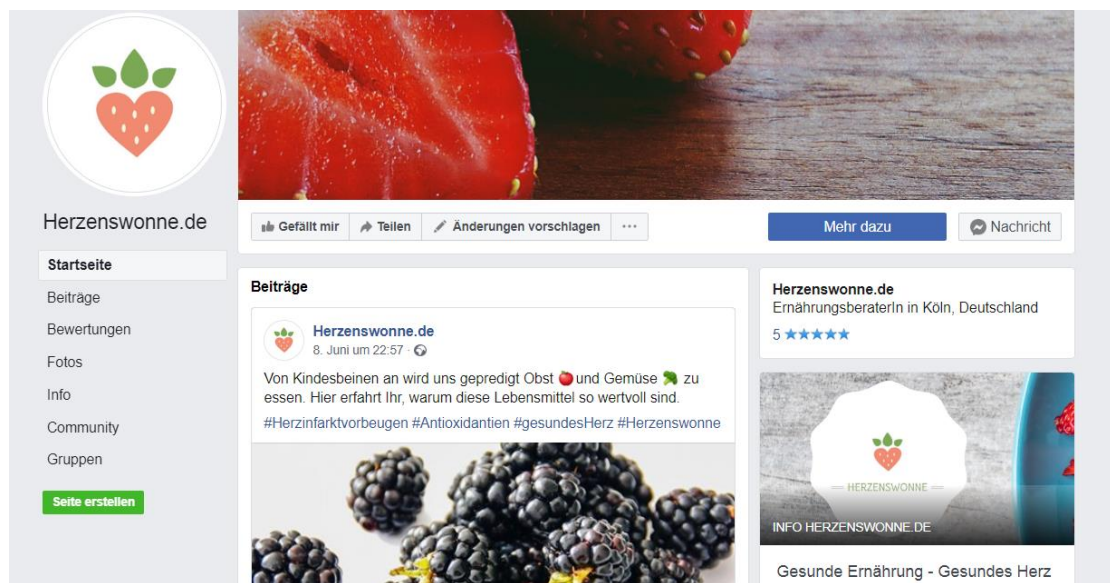 Herzenswonne.de
Startseite
Beiträge
Bewertungen
Fotos
Info
Community
Gruppen
Seite erstellen
Gefällt mir
Teilen
Änderungen vorschlagen
Mehr dazu
Nachricht
Beiträge
Herzenswonne.de
8. Juni um 22:57 ·
Von Kindesbeinen an wird uns gepredigt Obst 🍅 und Gemüse 🥦 zu
essen. Hier erfahrt Ihr, warum diese Lebensmittel so wertvoll sind.
#Herzinfarktvorbeugen #Antioxidantien #gesundesHerz #Herzenswonne
Herzenswonne.de
ErnährungsberaterIn in Köln, Deutschland
5 ★★★★★
HERZENSWONNE
INFO HERZENSWONNE.DE
Gesunde Ernährung - Gesundes Herz